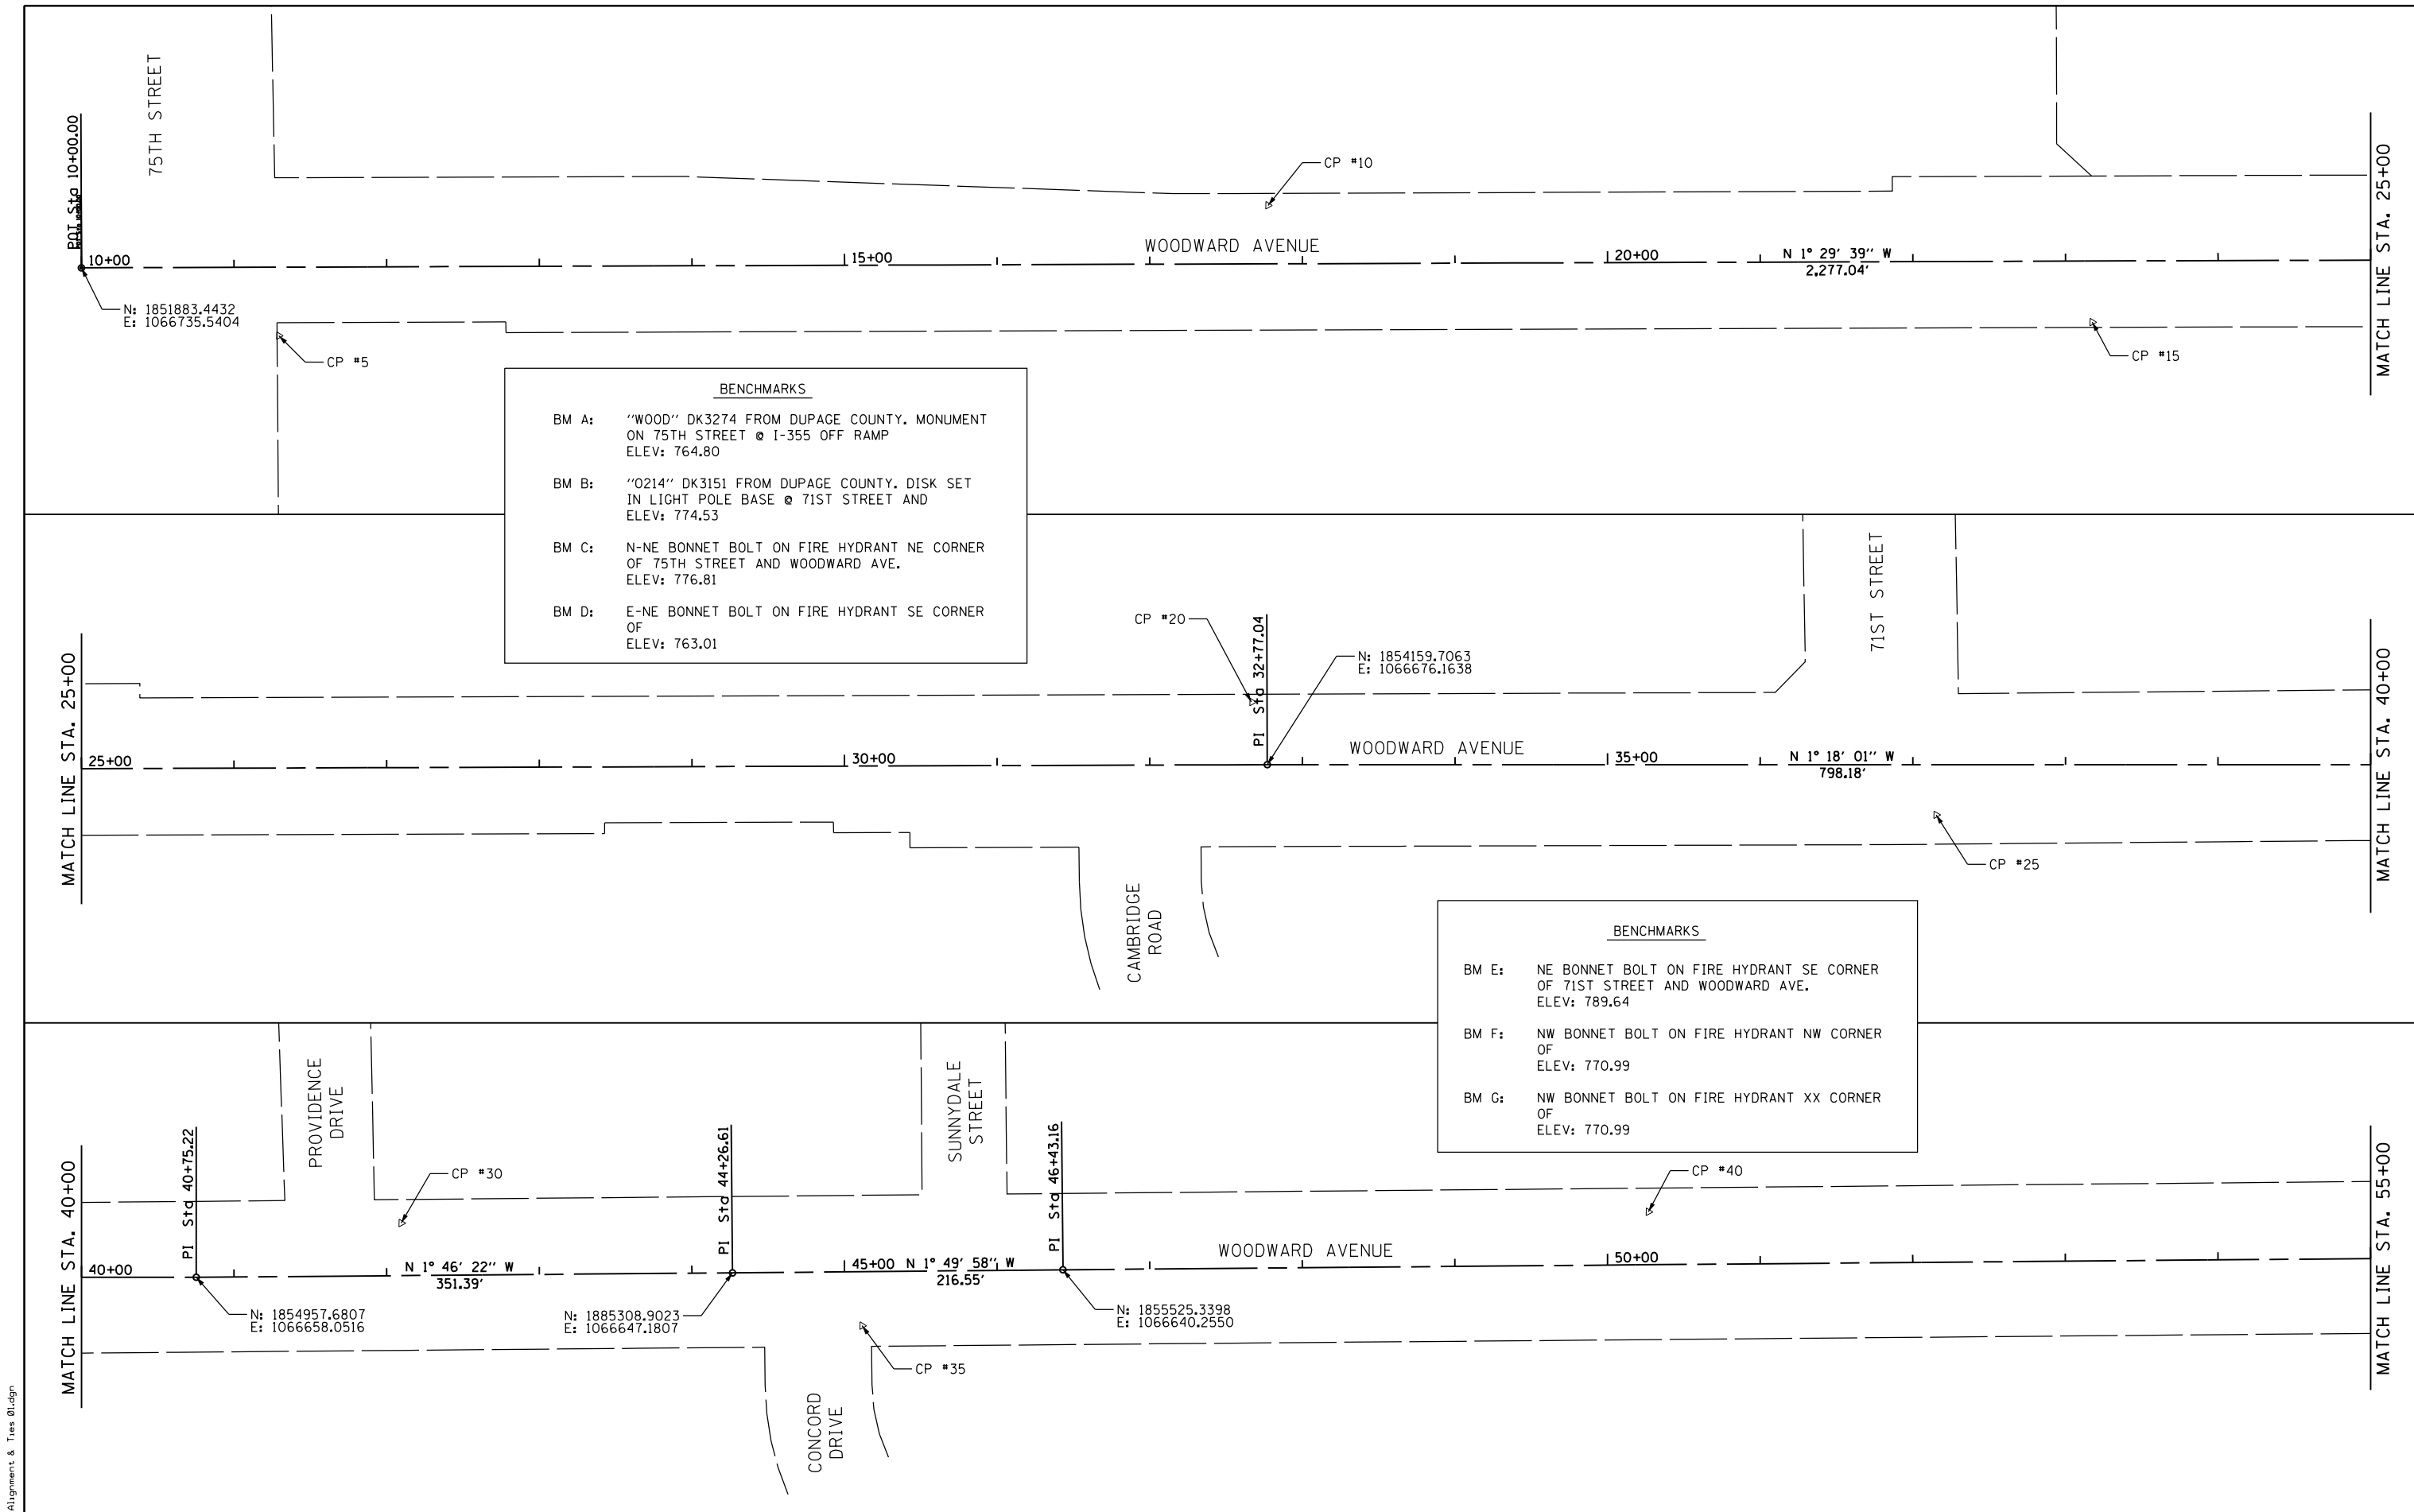 75TH STREET
POT Sta 10+00.00
10+00
15+00
WOODWARD AVENUE
20+00
N 1° 29' 39" W
2,277.04'
CP #10
N: 1851883.4432
E: 1066735.5404
CP #5
CP #15
MATCH LINE STA. 25+00
BENCHMARKS
BM A: "WOOD" DK3274 FROM DUPAGE COUNTY. MONUMENT
ON 75TH STREET @ I-355 OFF RAMP
ELEV: 764.80
BM B: "0214" DK3151 FROM DUPAGE COUNTY. DISK SET
IN LIGHT POLE BASE @ 71ST STREET AND
ELEV: 774.53
BM C: N-NE BONNET BOLT ON FIRE HYDRANT NE CORNER
OF 75TH STREET AND WOODWARD AVE.
ELEV: 776.81
BM D: E-NE BONNET BOLT ON FIRE HYDRANT SE CORNER
OF
ELEV: 763.01
MATCH LINE STA. 25+00
25+00
30+00
CP #20
PI Sta 32+77.04
N: 1854159.7063
E: 1066676.1638
WOODWARD AVENUE
35+00
N 1° 18' 01" W
798.18'
71ST STREET
CP #25
CAMBRIDGE
ROAD
MATCH LINE STA. 40+00
BENCHMARKS
BM E: NE BONNET BOLT ON FIRE HYDRANT SE CORNER
OF 71ST STREET AND WOODWARD AVE.
ELEV: 789.64
BM F: NW BONNET BOLT ON FIRE HYDRANT NW CORNER
OF
ELEV: 770.99
BM G: NW BONNET BOLT ON FIRE HYDRANT XX CORNER
OF
ELEV: 770.99
MATCH LINE STA. 40+00
40+00
PI Sta 40+75.22
PROVIDENCE
DRIVE
CP #30
N 1° 46' 22" W
351.39'
N: 1854957.6807
E: 1066658.0516
PI Sta 44+26.61
N: 1885308.9023
E: 1066647.1807
45+00
N 1° 49' 58" W
216.55'
SUNNYDALE
STREET
PI Sta 46+43.16
N: 1855525.3398
E: 1066640.2550
CP #35
CONCORD
DRIVE
WOODWARD AVENUE
50+00
CP #40
MATCH LINE STA. 55+00
Alignment & Ties 01.dgn